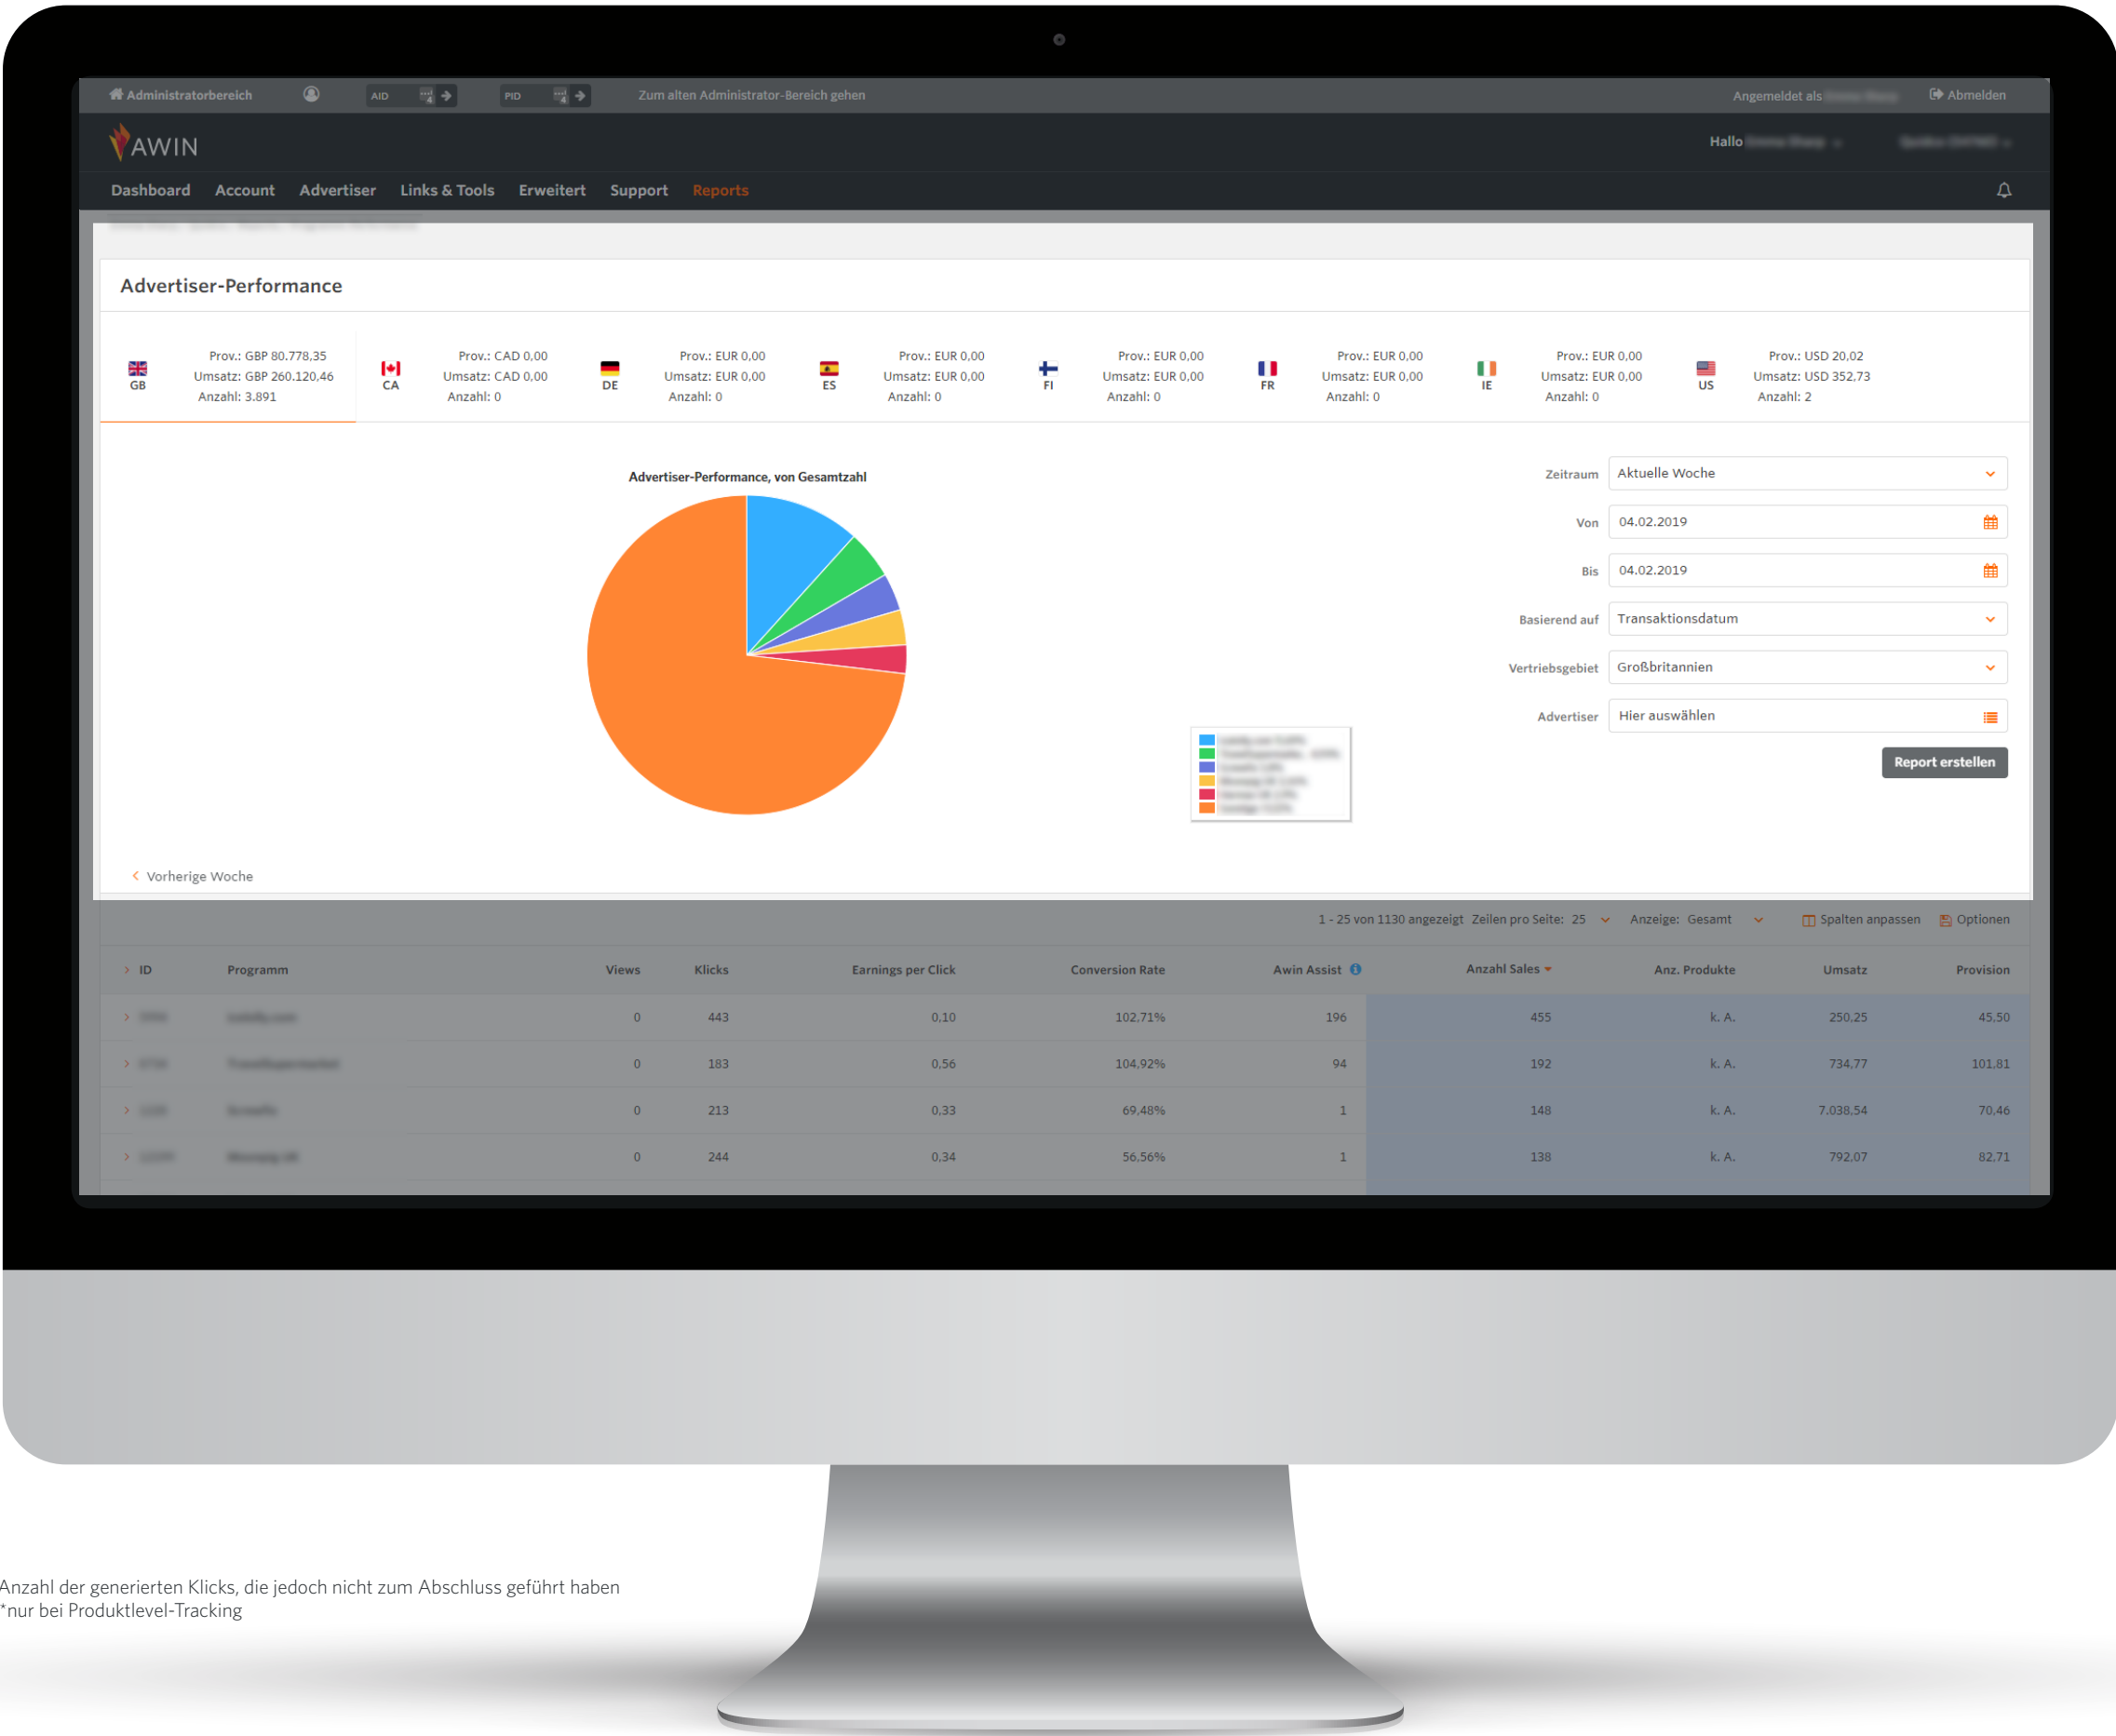 Administratorbereich AID PID Zum alten Administrator-Bereich gehen Angemeldet als Abmelden
AWIN
Hallo
Dashboard Account Advertiser Links & Tools Erweitert Support Reports
Advertiser-Performance
GB
Prov.: GBP 80.778,35
Umsatz: GBP 260.120,46
Anzahl: 3.891
CA
Prov.: CAD 0,00
Umsatz: CAD 0,00
Anzahl: 0
DE
Prov.: EUR 0,00
Umsatz: EUR 0,00
Anzahl: 0
ES
Prov.: EUR 0,00
Umsatz: EUR 0,00
Anzahl: 0
FI
Prov.: EUR 0,00
Umsatz: EUR 0,00
Anzahl: 0
FR
Prov.: EUR 0,00
Umsatz: EUR 0,00
Anzahl: 0
IE
Prov.: EUR 0,00
Umsatz: EUR 0,00
Anzahl: 0
US
Prov.: USD 20,02
Umsatz: USD 352,73
Anzahl: 2
Advertiser-Performance, von Gesamtzahl
Zeitraum Aktuelle Woche
Von 04.02.2019
Bis 04.02.2019
Basierend auf Transaktionsdatum
Vertriebsgebiet Großbritannien
Advertiser Hier auswählen
Report erstellen
Vorherige Woche
1 - 25 von 1130 angezeigt Zeilen pro Seite: 25 Anzeige: Gesamt Spalten anpassen Optionen
ID Programm Views Klicks Earnings per Click Conversion Rate Awin Assist Anzahl Sales Anz. Produkte Umsatz Provision
0 443 0,10 102,71% 196 455 k. A. 250,25 45,50
0 183 0,56 104,92% 94 192 k. A. 734,77 101,81
0 213 0,33 69,48% 1 148 k. A. 7.038,54 70,46
0 244 0,34 56,56% 1 138 k. A. 792,07 82,71
Anzahl der generierten Klicks, die jedoch nicht zum Abschluss geführt haben
*nur bei Produktlevel-Tracking